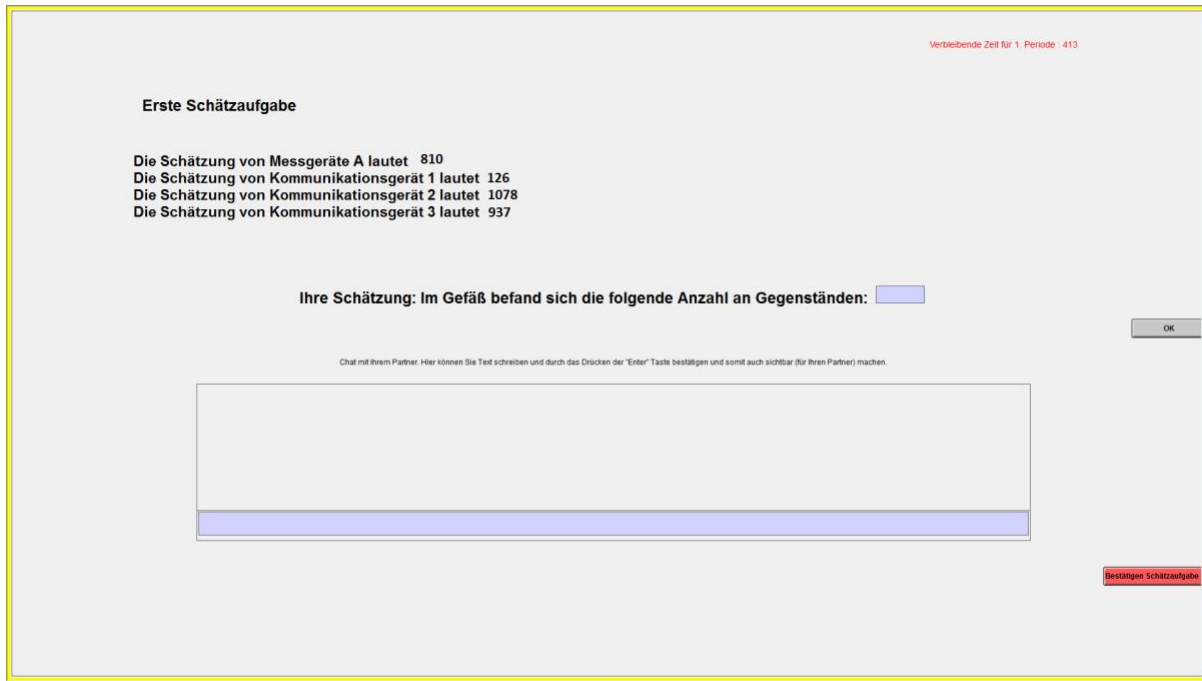 Verbleibende Zeit für 1. Periode : 413
Erste Schätzaufgabe
Die Schätzung von Messgeräte A lautet 810
Die Schätzung von Kommunikationsgerät 1 lautet 126
Die Schätzung von Kommunikationsgerät 2 lautet 1078
Die Schätzung von Kommunikationsgerät 3 lautet 937
Ihre Schätzung: Im Gefäß befand sich die folgende Anzahl an Gegenständen:
OK
Chat mit Ihrem Partner. Hier können Sie Text schreiben und durch das Drücken der "Enter" Taste bestätigen und somit auch sichtbar (für Ihren Partner) machen.
Bestätigen Schätzaufgabe